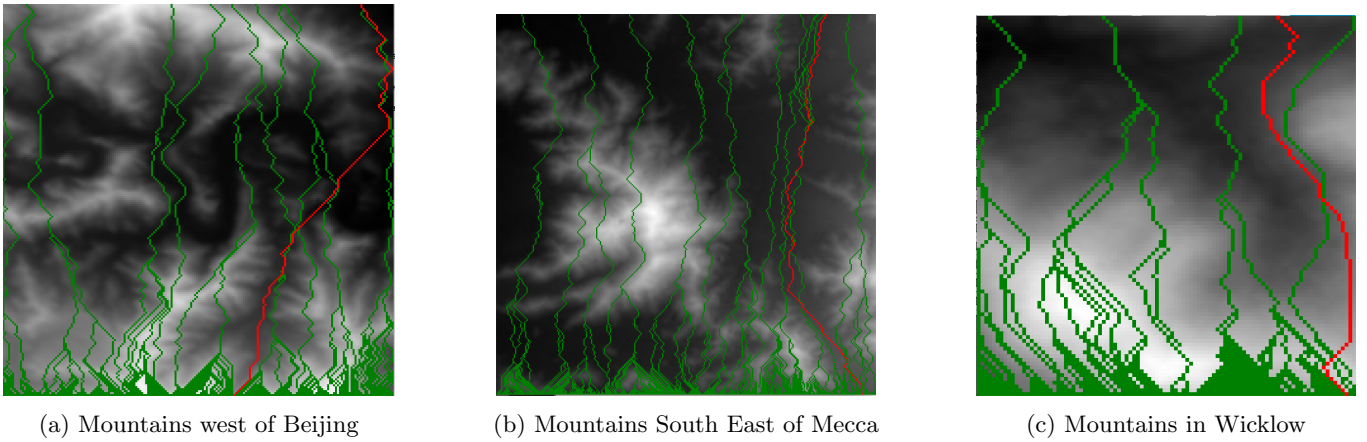 (a) Mountains west of Beijing
(b) Mountains South East of Mecca
(c) Mountains in Wicklow